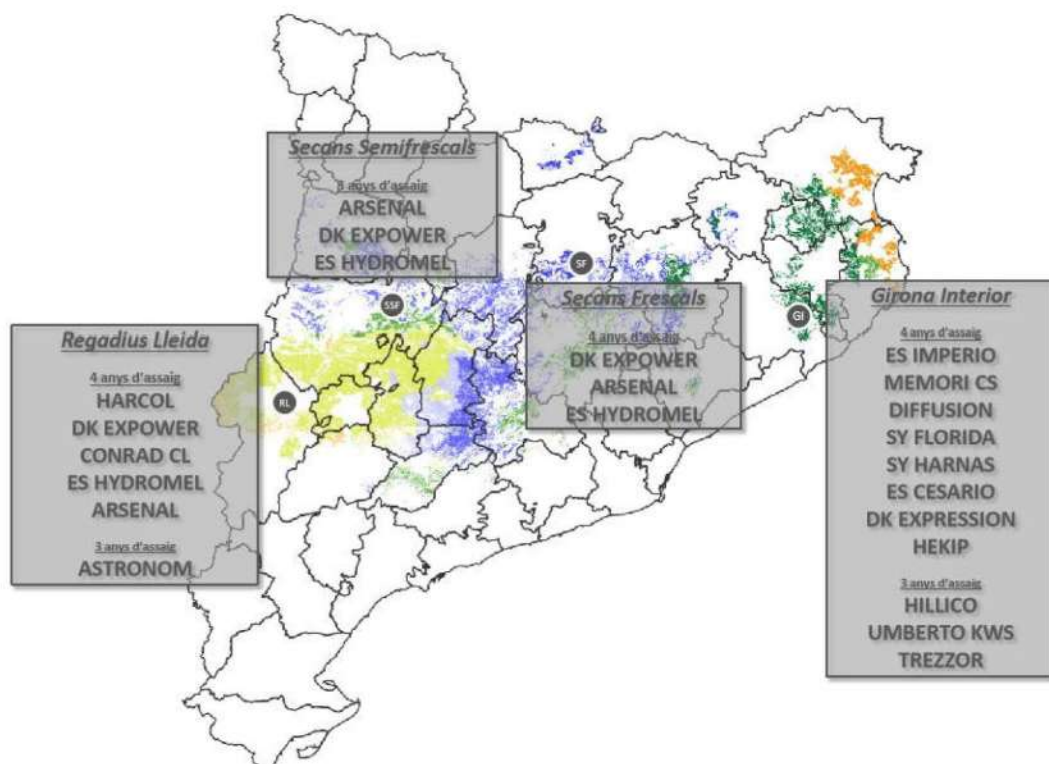 Secans Semifrescals
3 anys d'assaig
ARSENAL
DK EXPOWER
ES HYDROMEL
SF
SSF
Secans Frescals
4 anys d'assaig
DK EXPOWER
ARSENAL
ES HYDROMEL
GI
Girona Interior
4 anys d'assaig
ES IMPERIO
MEMORI CS
DIFFUSION
SY FLORIDA
SY HARNAS
ES CESARIO
DK EXPRESSION
HEKIP
3 anys d'assaig
HILLICO
UMBERTO KWS
TREZZOR
Regadius Lleida
4 anys d'assaig
HARCOL
DK EXPOWER
CONRAD CL
ES HYDROMEL
ARSENAL
3 anys d'assaig
ASTRONOM
RL